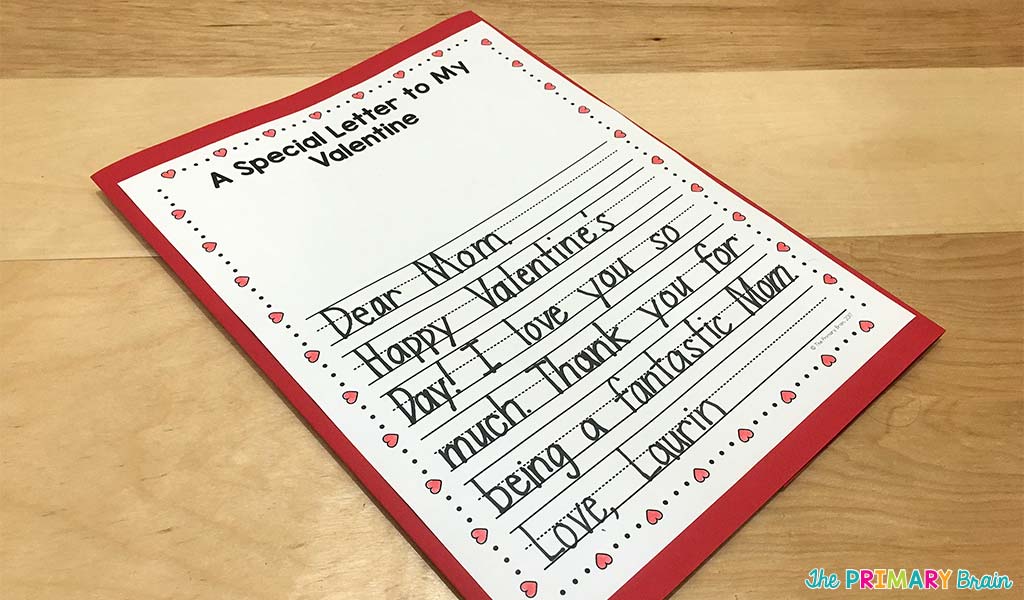 A Special Letter to My
Valentine
Dear Mom,
Happy Valentine's
Day! I love you so
much. Thank you for
being a fantastic Mom.
Love, Laurin
© The Primary Brain, 2017
The PRIMARY Brain